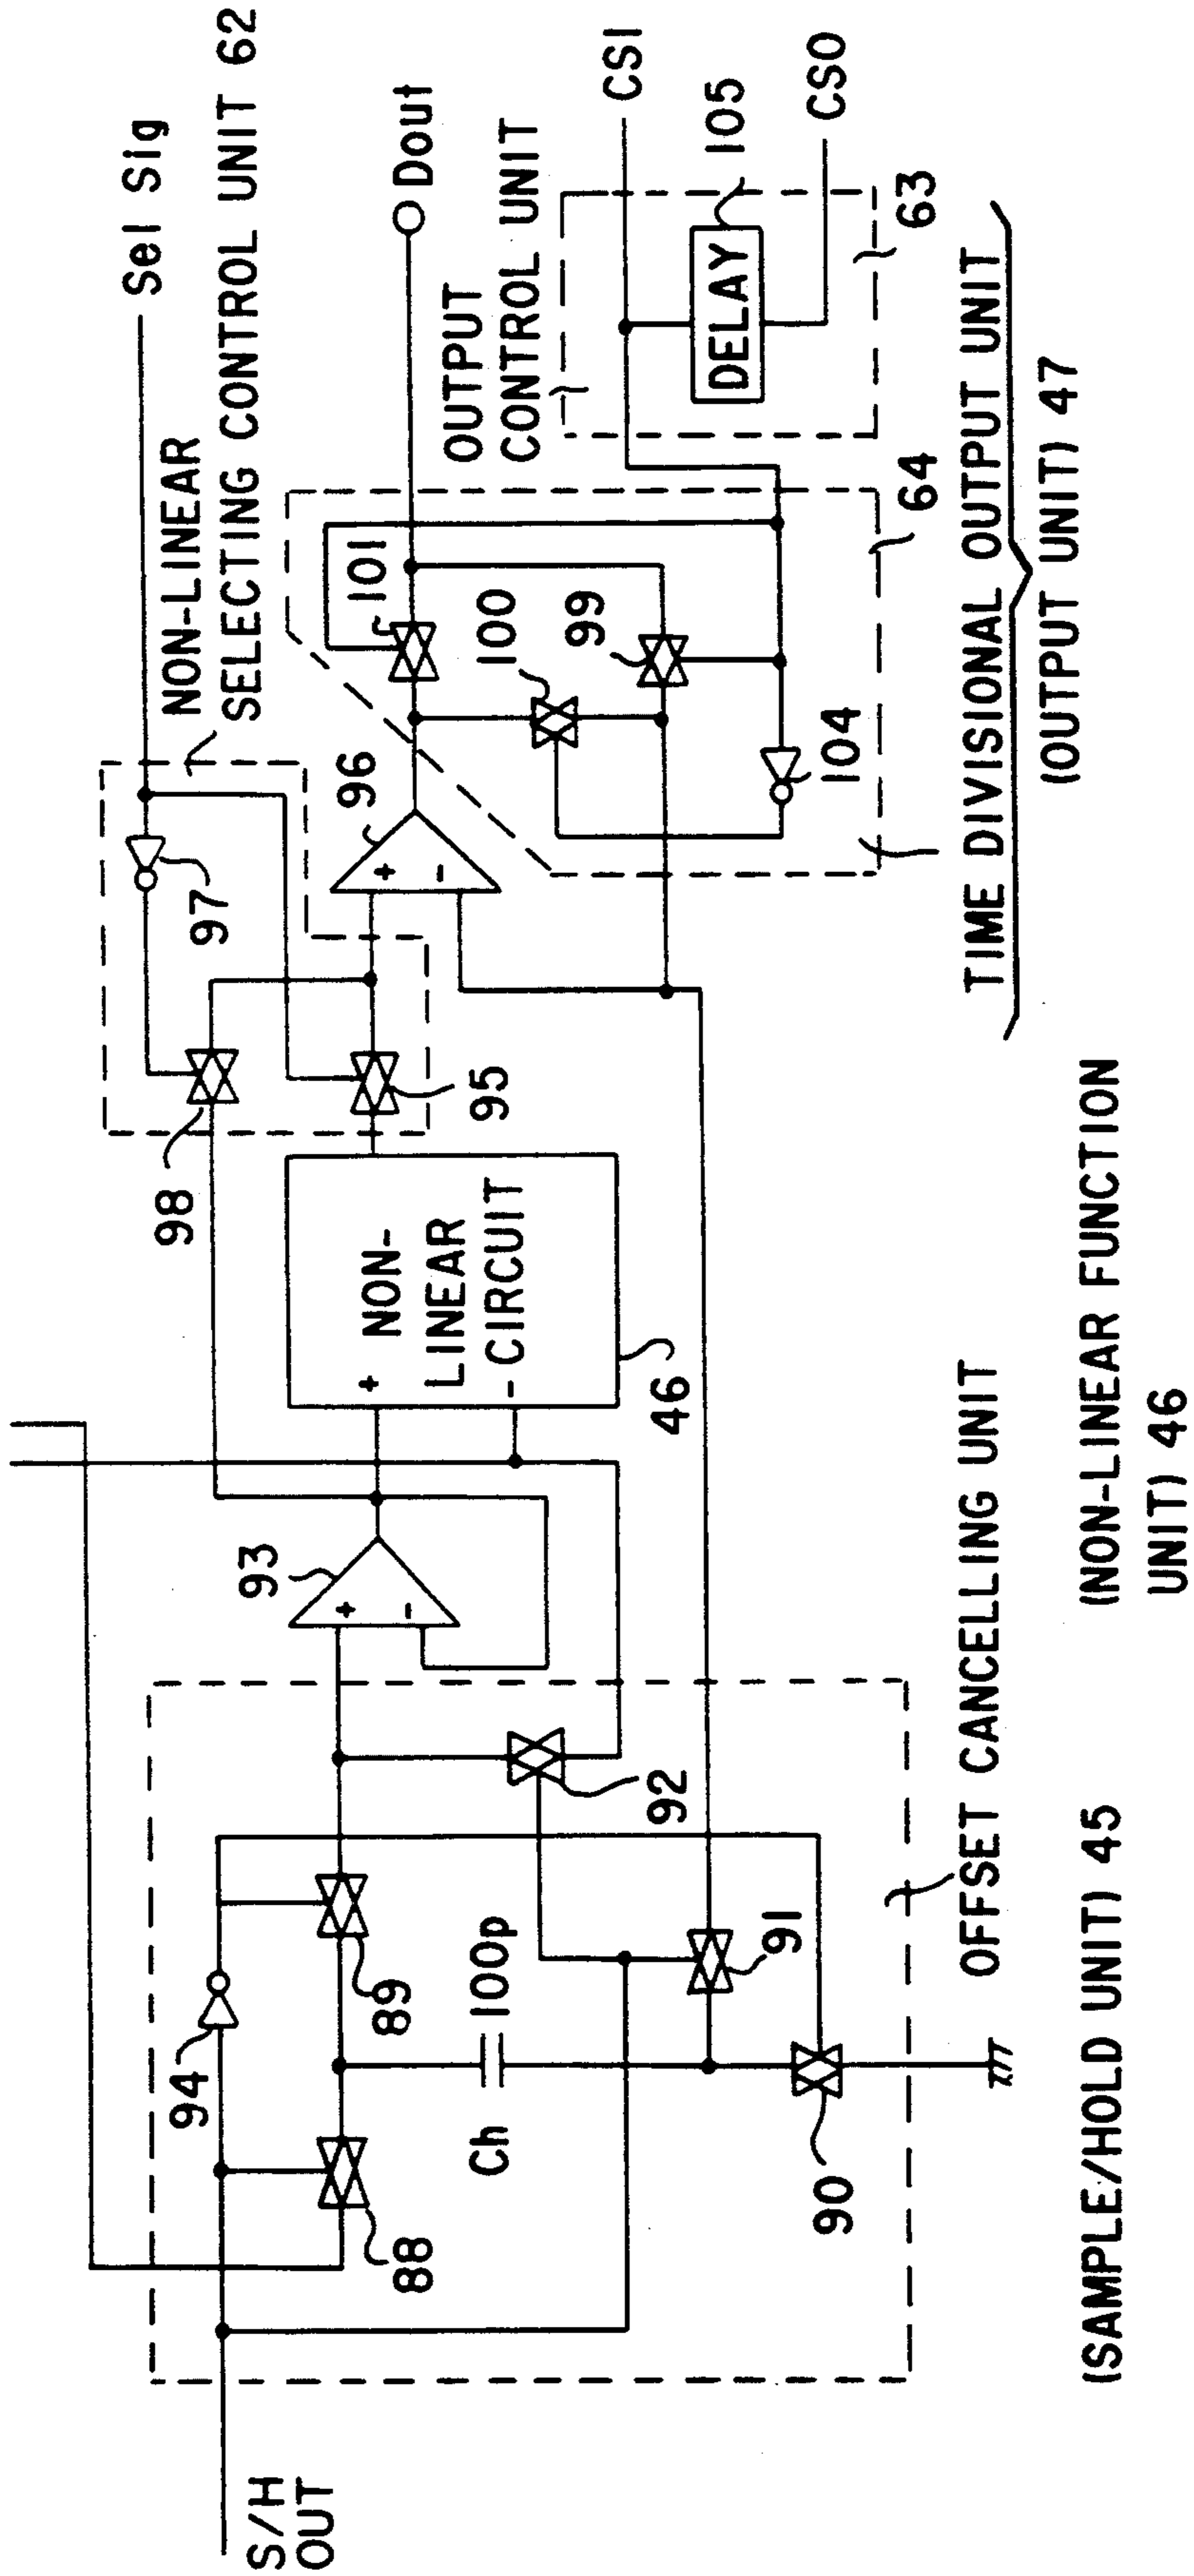 S/H
OUT
94
88
89
Ch 100p
90
91
92
OFFSET CANCELLING UNIT
(SAMPLE/HOLD UNIT) 45
93
+
-
+
-
NON-
LINEAR
CIRCUIT
46
(NON-LINEAR FUNCTION
UNIT) 46
98
95
97
Sel Sig
NON-LINEAR
SELECTING CONTROL UNIT 62
96
+
-
101
100
99
104
64
Dout
OUTPUT
CONTROL UNIT
DELAY
105
63
CSI
CSO
TIME DIVISIONAL OUTPUT UNIT
(OUTPUT UNIT) 47